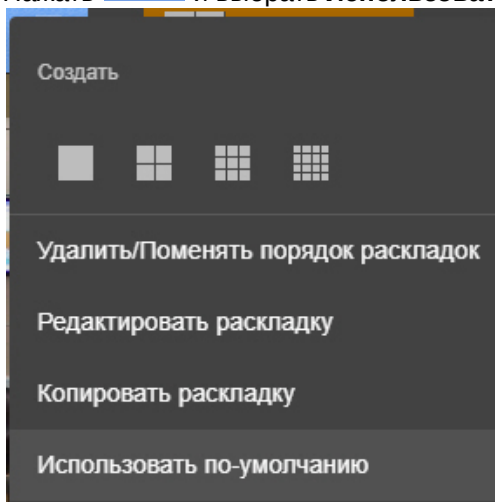 Создать
Удалить/Поменять порядок раскладок
Редактировать раскладку
Копировать раскладку
Использовать по-умолчанию